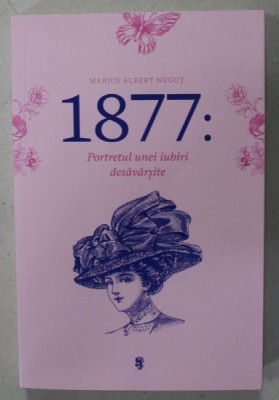 MARIUS ALBERT NEGUȚ
1877:
Portretul unei iubiri
desăvârșite